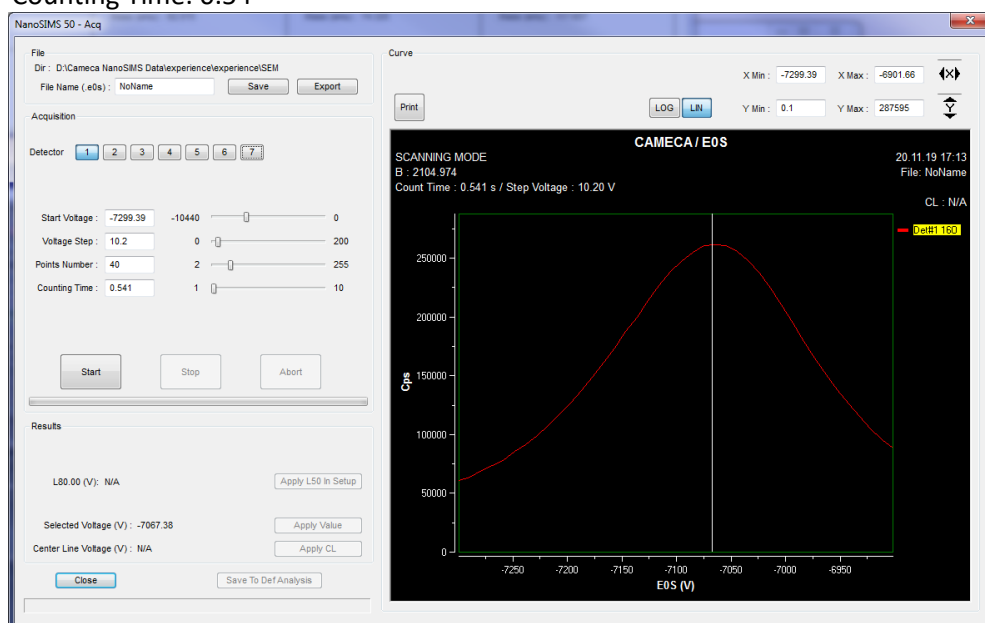 Counting Time: 0.54
NanoSIMS 50 - Acq
File
Dir : D:\Cameca NanoSIMS Data\experience\experience\SEM
File Name (.e0s) : NoName Save Export
Acquisition
Detector 1 2 3 4 5 6 7
Start Voltage : -7299.39 -10440 0
Voltage Step : 10.2 0 200
Points Number : 40 2 255
Counting Time : 0.541 1 10
Start Stop Abort
Results
L80.00 (V): N/A Apply L50 In Setup
Selected Voltage (V) : -7067.38 Apply Value
Center Line Voltage (V) : N/A Apply CL
Close Save To Def Analysis
Curve
X Min : -7299.39 X Max : -6901.66 X
Print LOG LIN Y Min : 0.1 Y Max : 287595 Y
CAMECA / E0S
SCANNING MODE 20.11.19 17:13
B : 2104.974 File: NoName
Count Time : 0.541 s / Step Voltage : 10.20 V
CL : N/A
Det#1 16O
250000
200000
150000
100000
50000
0
Cps
-7250 -7200 -7150 -7100 -7050 -7000 -6950
E0S (V)